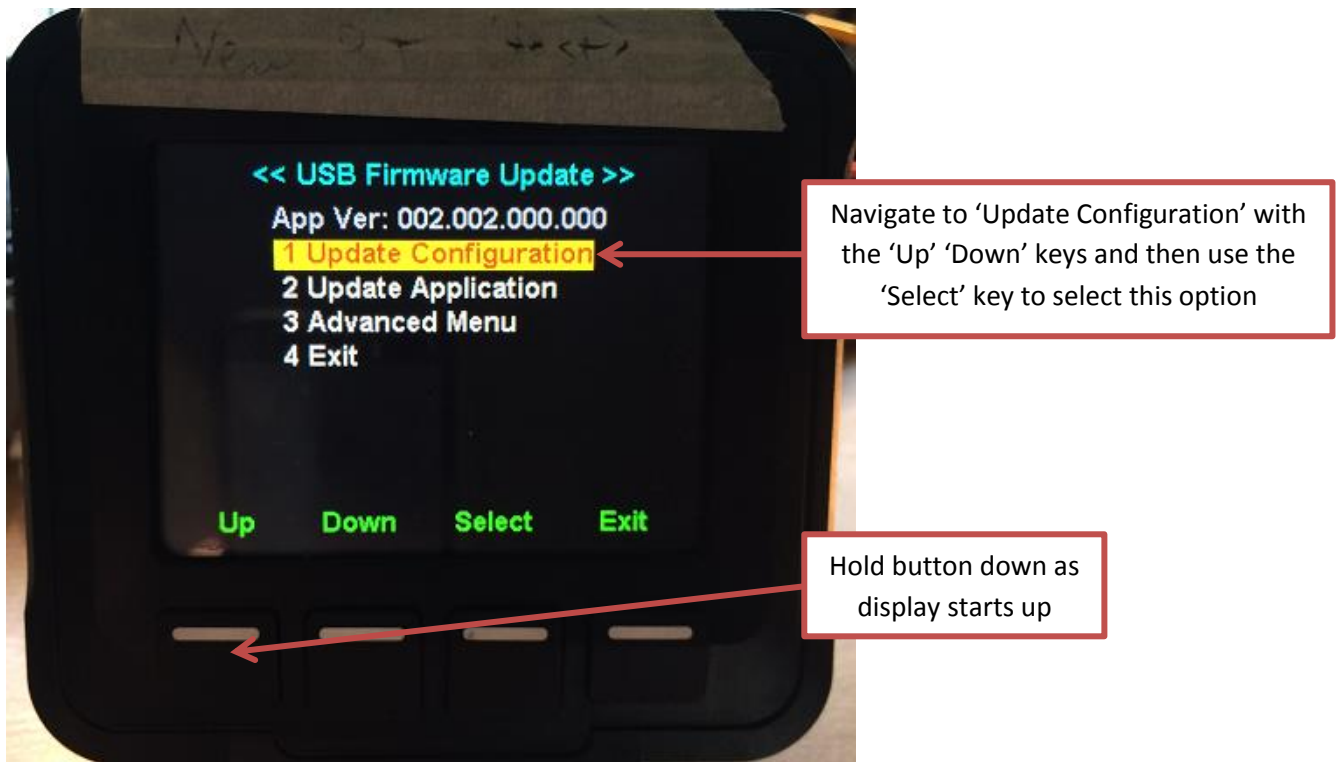 New
<< USB Firmware Update >>
App Ver: 002.002.000.000
1 Update Configuration
2 Update Application
3 Advanced Menu
4 Exit
Up Down Select Exit
Navigate to ‘Update Configuration’ with
the ‘Up’ ‘Down’ keys and then use the
‘Select’ key to select this option
Hold button down as
display starts up